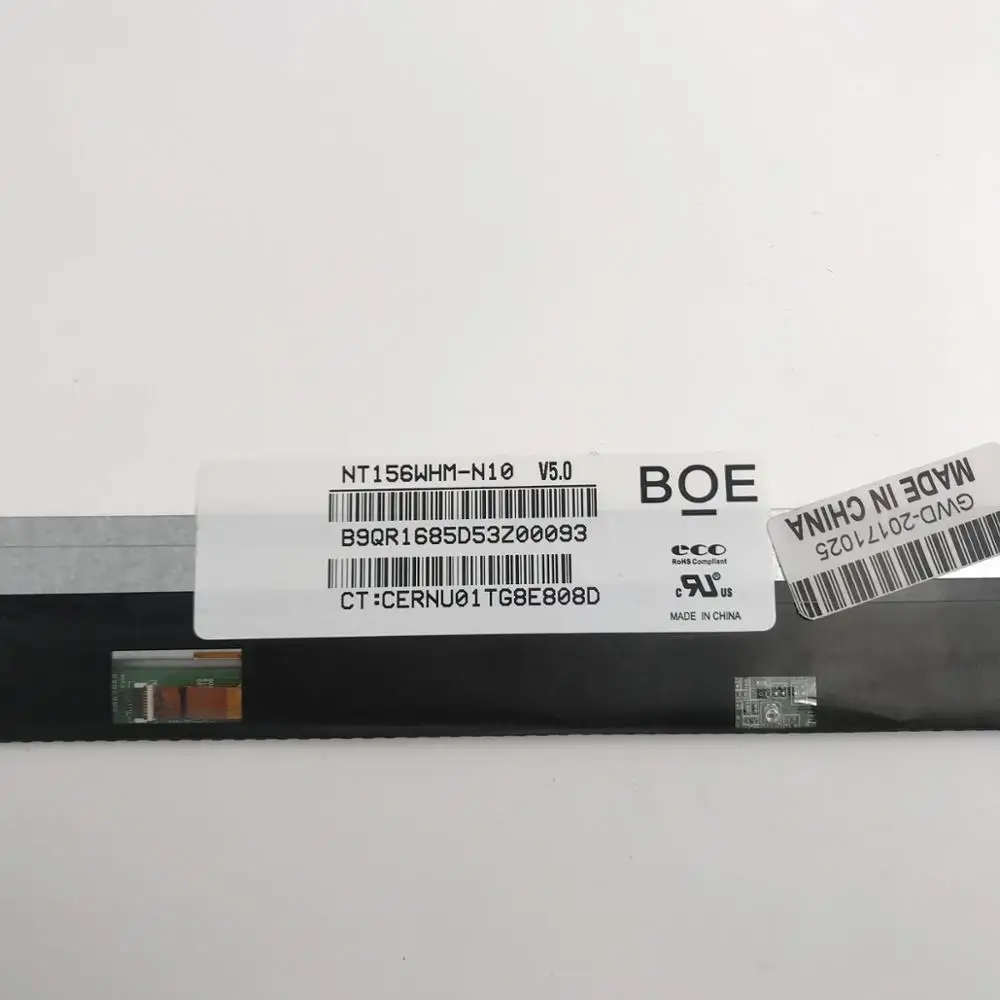 NT156WHM-N10 V5.0
B9QR1685D53Z00093
CT:CERNU01TG8E808D
BOE
eco
RoHS Compliant
c RU ® US
MADE IN CHINA
GWD-20171025
MADE IN CHINA